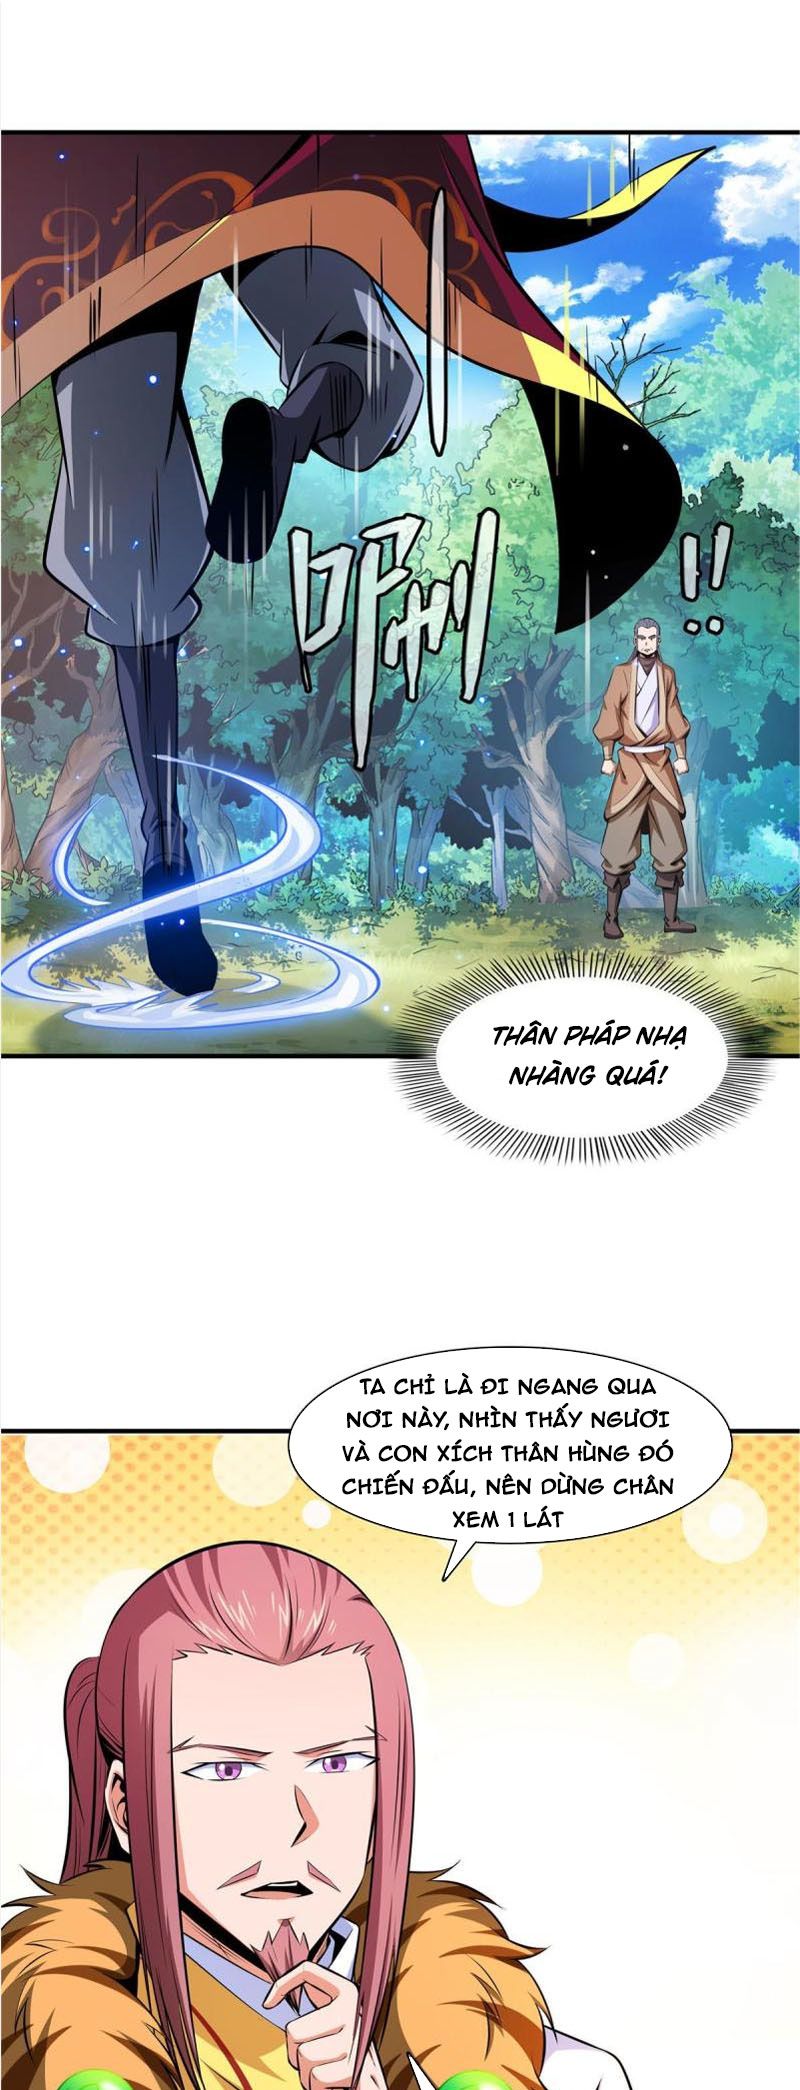 唰
!!
THÂN PHÁP NHẠ
NHÀNG QUÁ!
TA CHỈ LÀ ĐI NGANG QUA
NƠI NÀY, NHÌN THẤY NGƯƠI
VÀ CON XÍCH THÂN HÙNG ĐÓ
CHIẾN ĐẤU, NÊN DỪNG CHÂN
XEM 1 LÁT